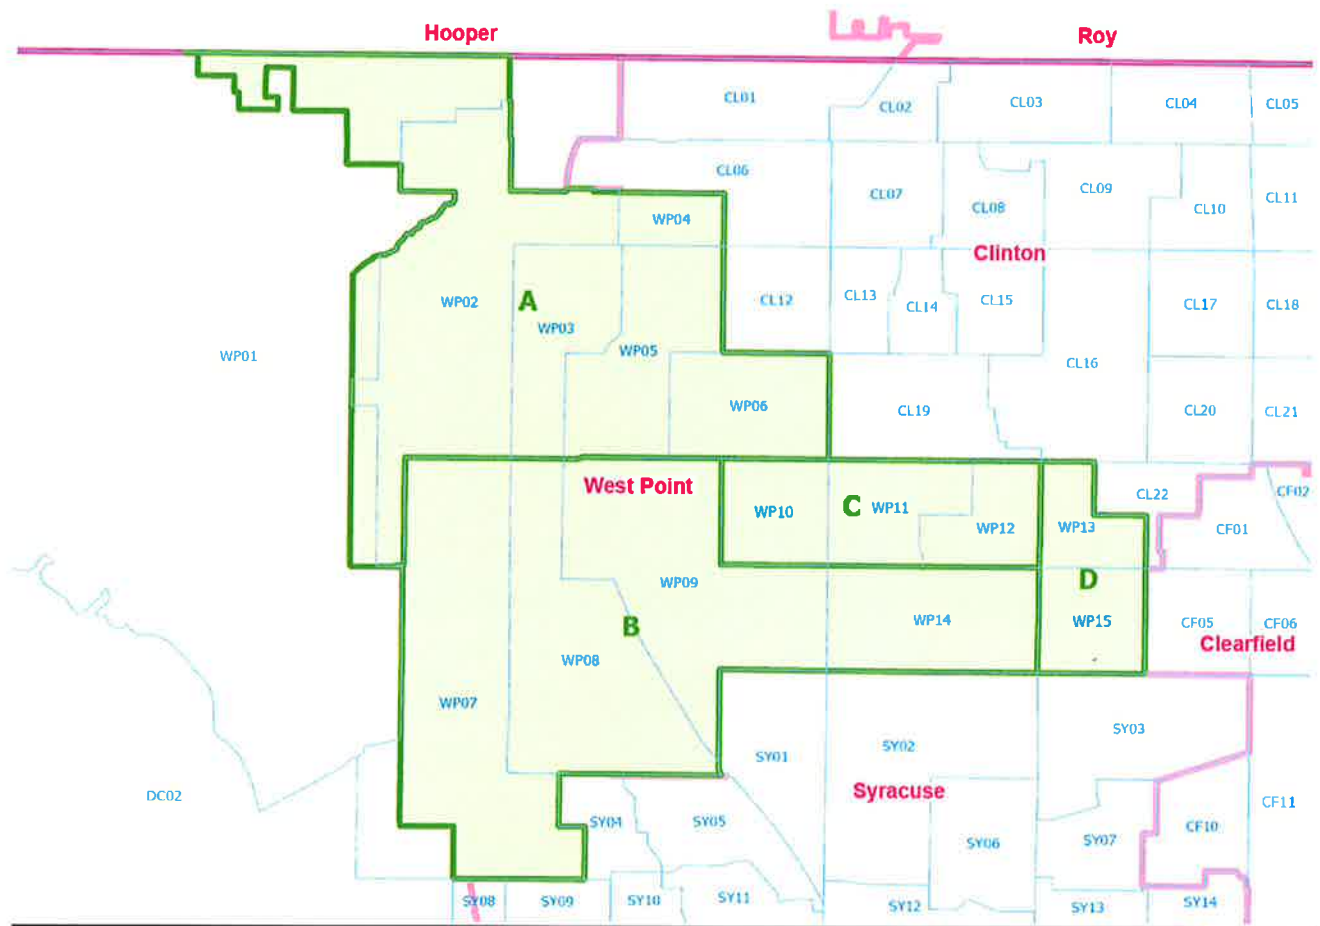 Hooper
Roy
CL01
CL02
CL03
CL04
CL05
CL06
CL07
CL08
CL09
CL10
CL11
WP04
Clinton
WP02
A
WP03
CL12
CL13
CL14
CL15
CL17
CL18
WP01
WP05
CL16
WP06
CL19
CL20
CL21
West Point
WP10
C
WP11
WP12
WP13
CL22
CF02
CF01
WP09
D
B
WP14
WP15
CF05
CF06
Clearfield
WP08
WP07
SY01
SY02
SY03
DC02
Syracuse
SY04
SY05
SY06
SY07
CF10
CF11
SY08
SY09
SY10
SY11
SY12
SY13
SY14